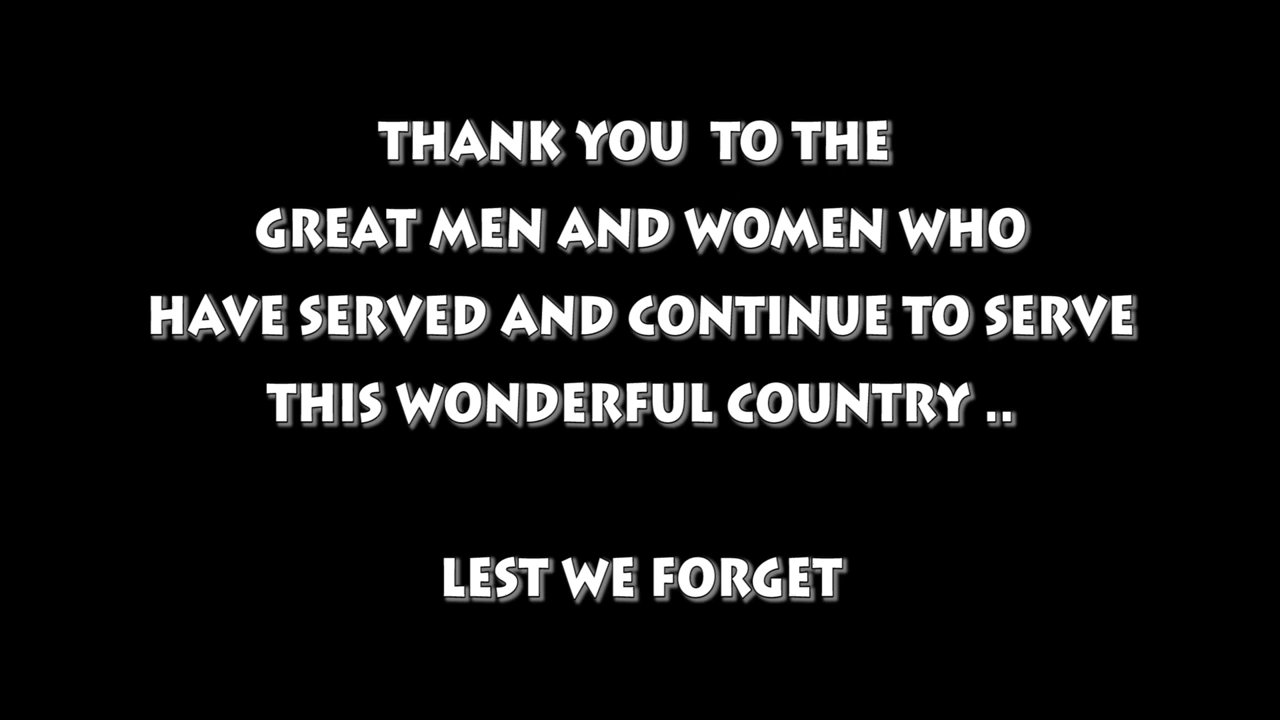 THANK YOU  TO THE
GREAT MEN AND WOMEN WHO
HAVE SERVED AND CONTINUE TO SERVE
THIS WONDERFUL COUNTRY ..
LEST WE FORGET